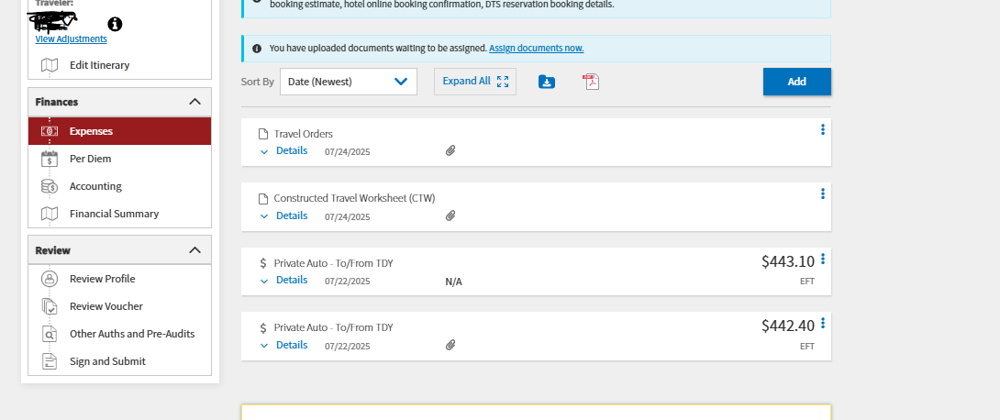 Traveler:
View Adjustments
Edit Itinerary
Finances
Expenses
Per Diem
Accounting
Financial Summary
Review
Review Profile
Review Voucher
Other Auths and Pre-Audits
Sign and Submit
booking estimate, hotel online booking confirmation, DTS reservation booking details.
You have uploaded documents waiting to be assigned. Assign documents now.
Sort By Date (Newest) Expand All Add
Travel Orders
Details 07/24/2025
Constructed Travel Worksheet (CTW)
Details 07/24/2025
Private Auto - To/From TDY $443.10
Details 07/22/2025 N/A EFT
Private Auto - To/From TDY $442.40
Details 07/22/2025 EFT